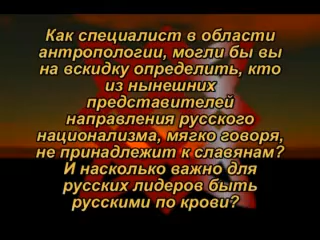 Как специалист в области
антропологии, могли бы вы
на вскидку определить, кто
из нынешних
представителей
направления русского
национализма, мягко говоря,
не принадлежит к славянам?
И насколько важно для
русских лидеров быть
русскими по крови?